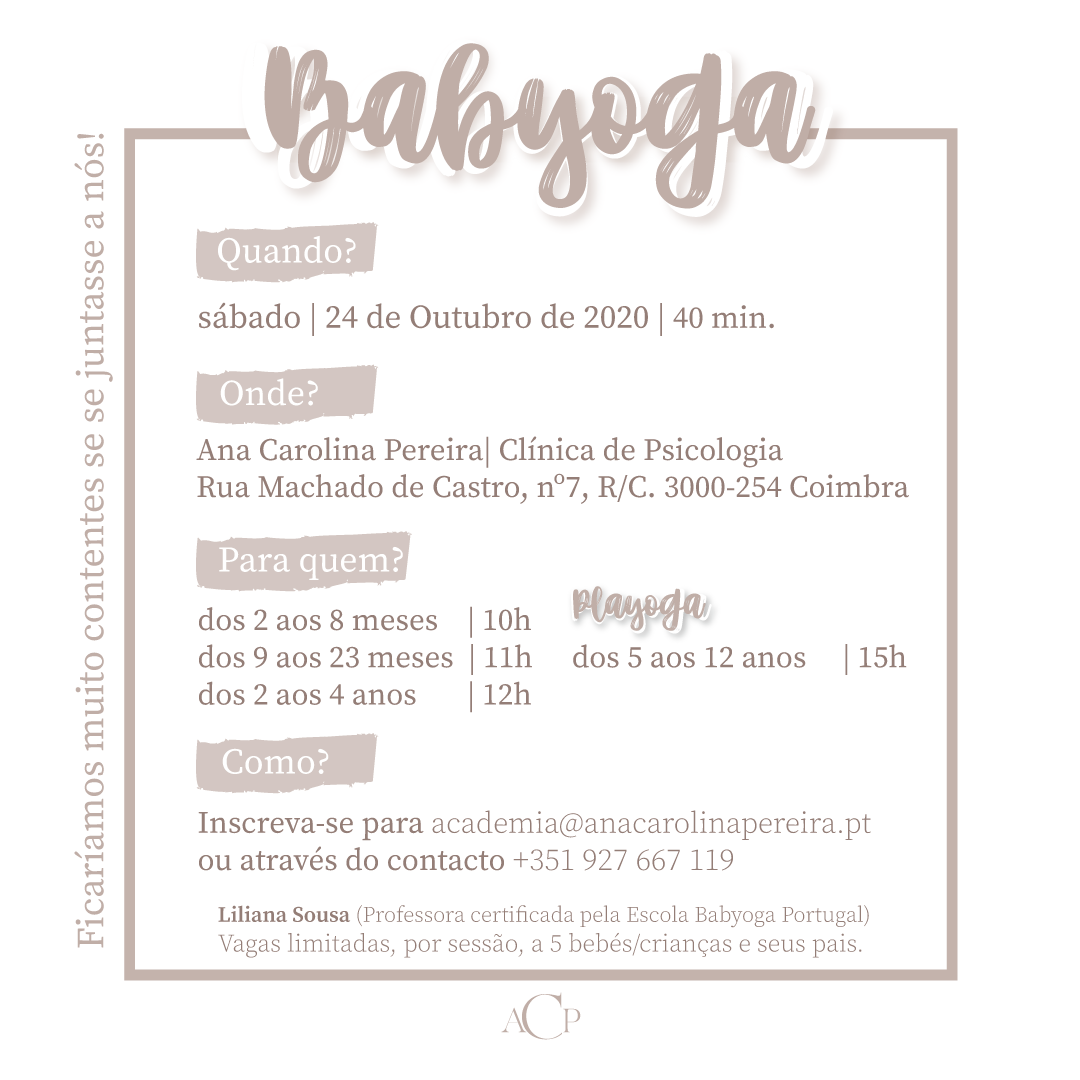 Babyoga
Ficaríamos muito contentes se se juntasse a nós!
Quando?
sábado | 24 de Outubro de 2020 | 40 min.
Onde?
Ana Carolina Pereira| Clínica de Psicologia
Rua Machado de Castro, nº7, R/C. 3000-254 Coimbra
Para quem?
dos 2 aos 8 meses | 10h
dos 9 aos 23 meses | 11h
dos 2 aos 4 anos | 12h
Playoga
dos 5 aos 12 anos | 15h
Como?
Inscreva-se para academia@anacarolinapereira.pt
ou através do contacto +351 927 667 119
Liliana Sousa (Professora certificada pela Escola Babyoga Portugal)
Vagas limitadas, por sessão, a 5 bebés/crianças e seus pais.
ACP